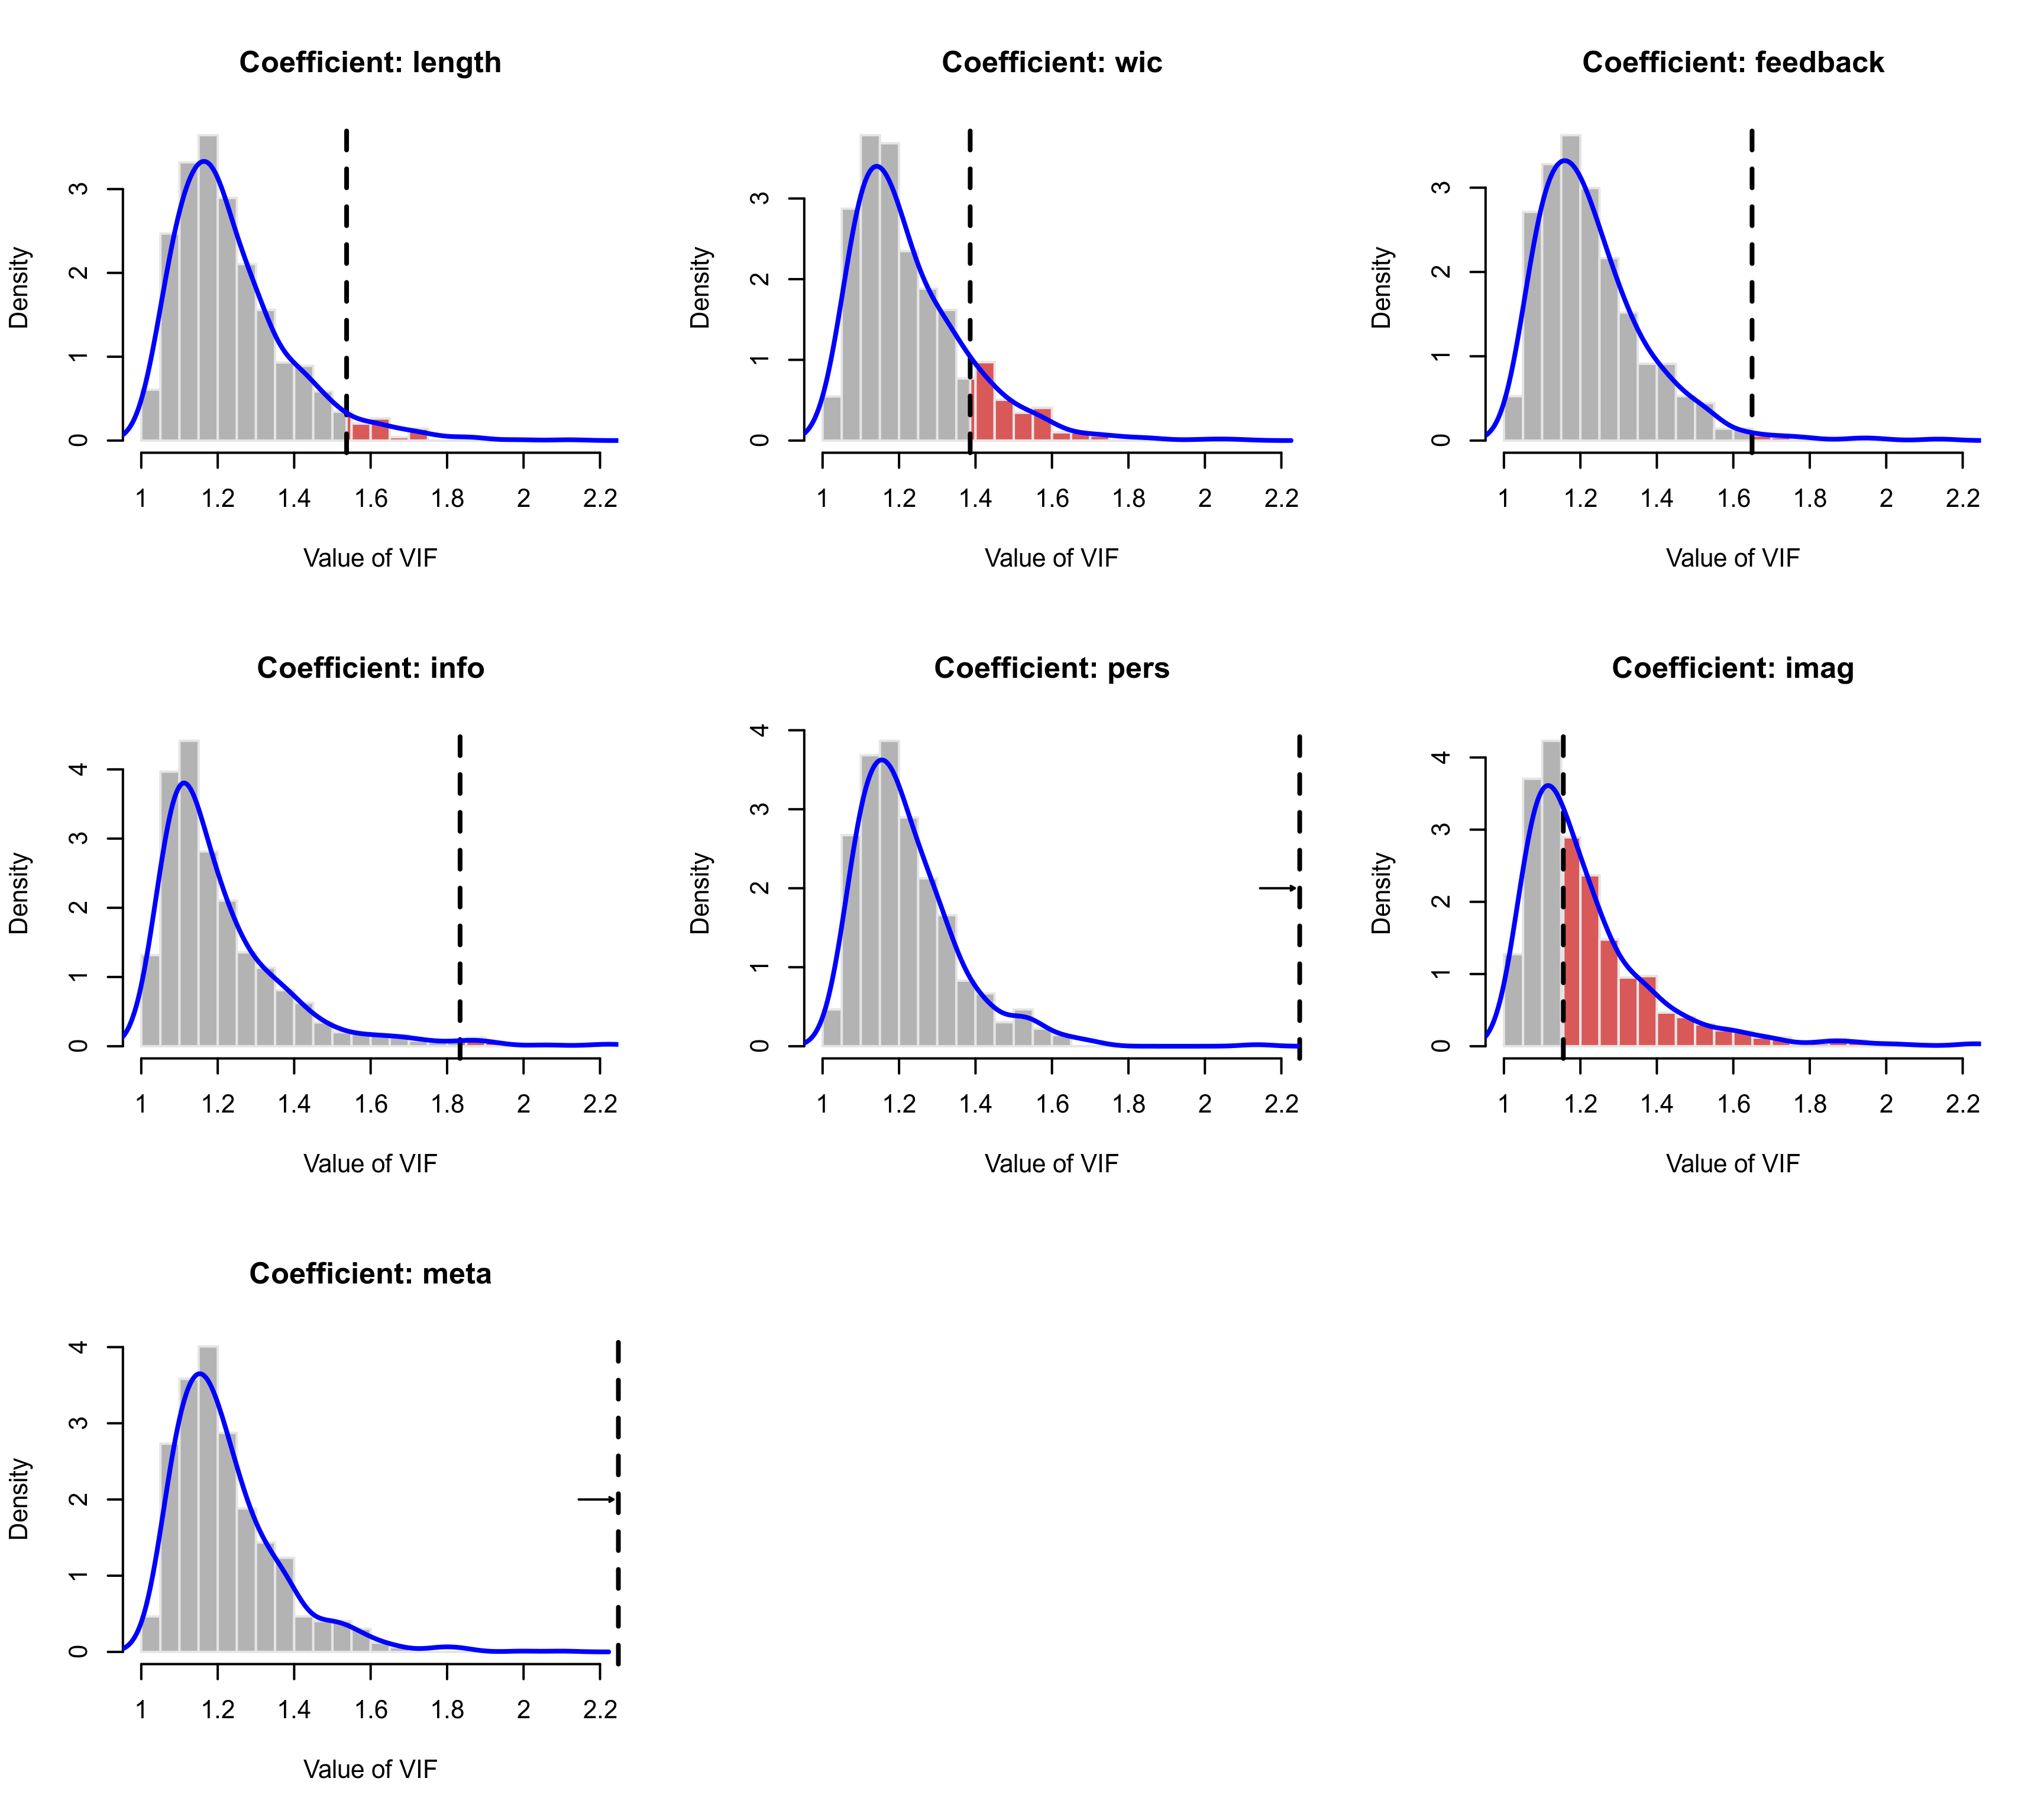 Coefficient: length
Density
0 1 2 3
1 1.2 1.4 1.6 1.8 2 2.2
Value of VIF
Coefficient: wic
Density
0 1 2 3
1 1.2 1.4 1.6 1.8 2 2.2
Value of VIF
Coefficient: feedback
Density
0 1 2 3
1 1.2 1.4 1.6 1.8 2 2.2
Value of VIF
Coefficient: info
Density
0 1 2 3 4
1 1.2 1.4 1.6 1.8 2 2.2
Value of VIF
Coefficient: pers
Density
0 1 2 3 4
1 1.2 1.4 1.6 1.8 2 2.2
Value of VIF
Coefficient: imag
Density
0 1 2 3 4
1 1.2 1.4 1.6 1.8 2 2.2
Value of VIF
Coefficient: meta
Density
0 1 2 3 4
1 1.2 1.4 1.6 1.8 2 2.2
Value of VIF